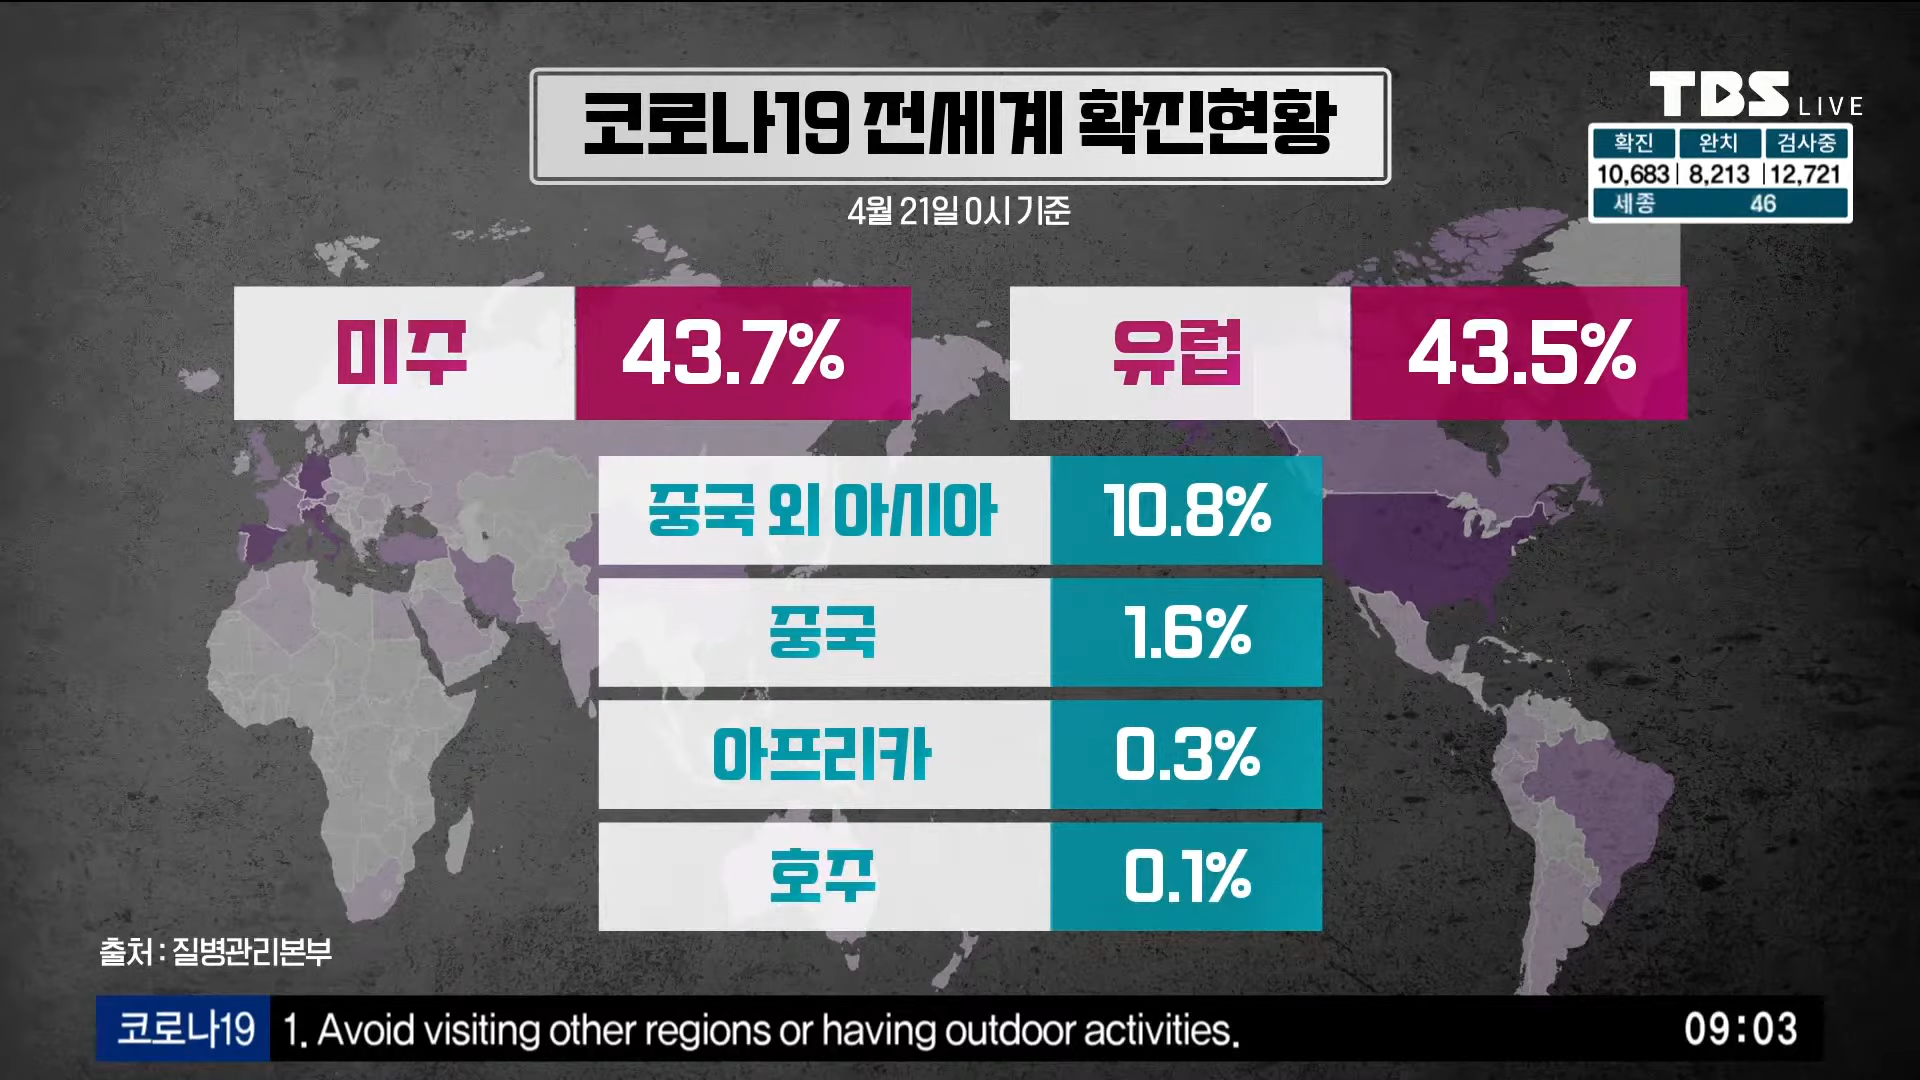 코로나19 전세계 확진현황
4월 21일 0시 기준
TBS LIVE
확진 완치 검사중
10,683 8,213 12,721
세종 46
미주 43.7%
유럽 43.5%
중국 외 아시아 10.8%
중국 1.6%
아프리카 0.3%
호주 0.1%
출처 : 질병관리본부
코로나19 1. Avoid visiting other regions or having outdoor activities. 09:03